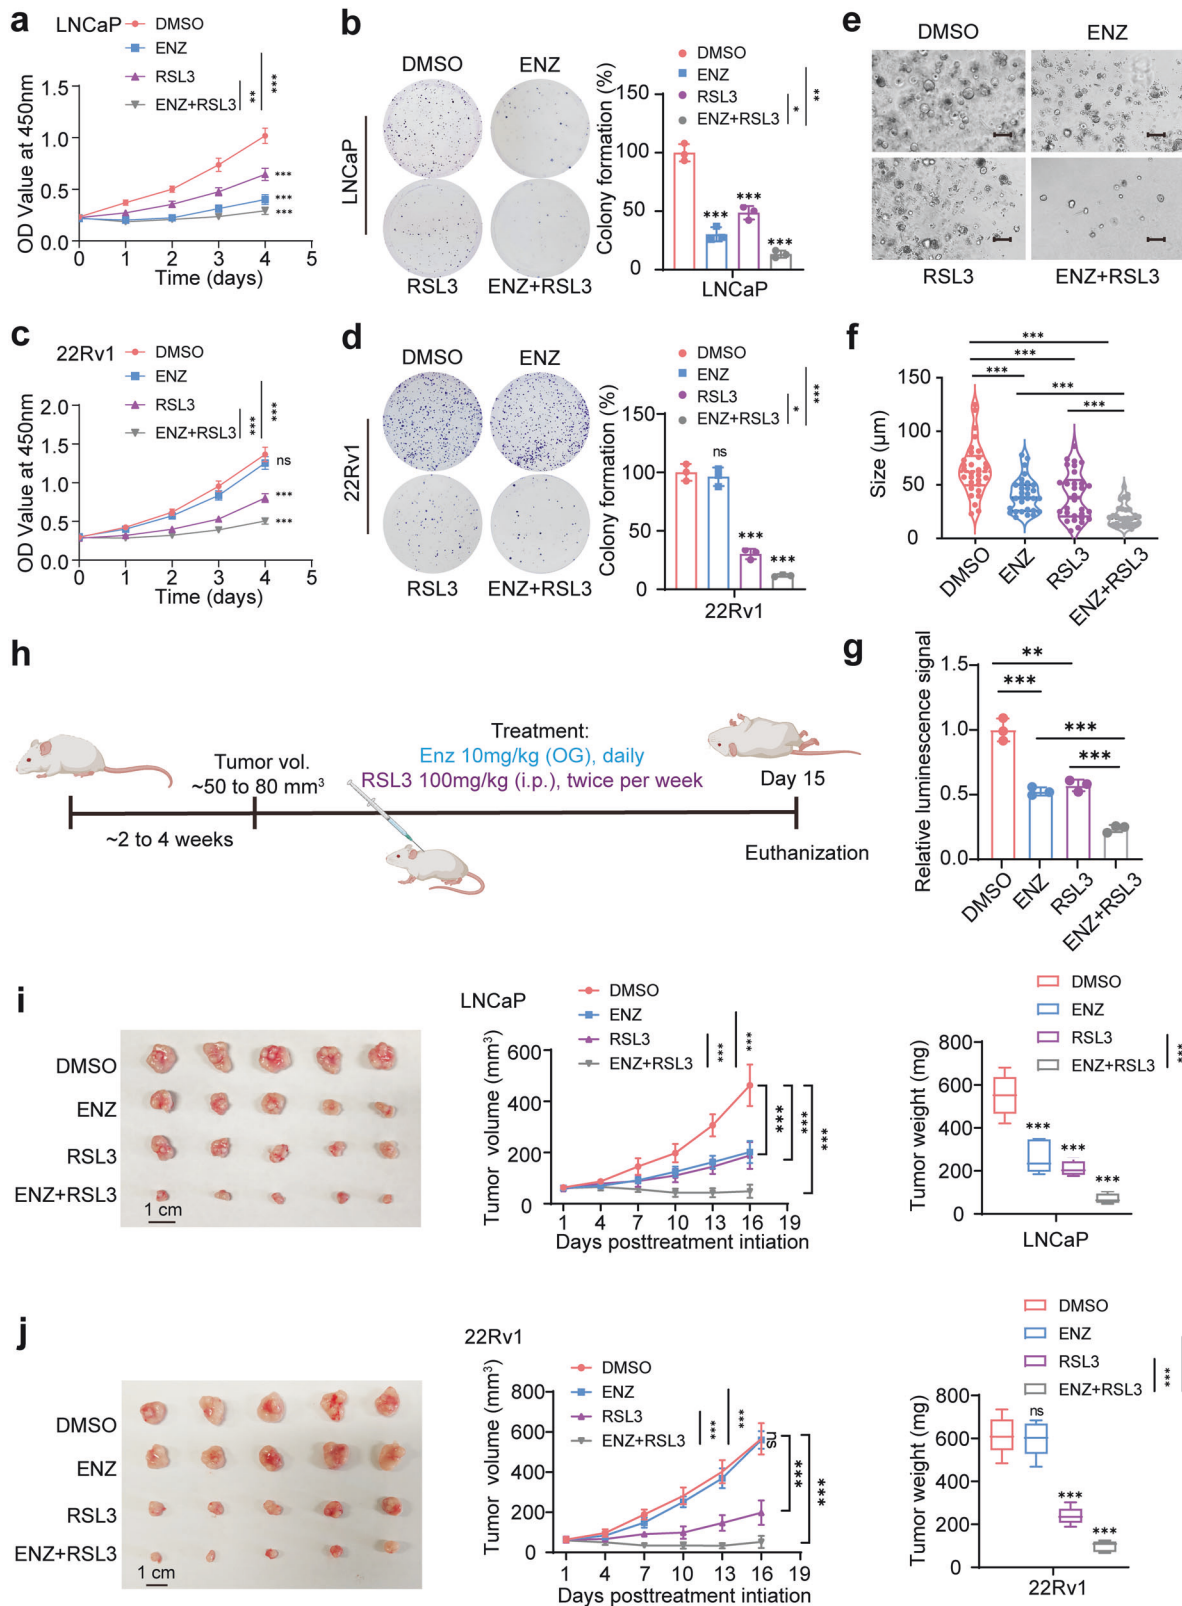 a
LNCaP
DMSO
ENZ
RSL3
ENZ+RSL3
**
***
OD Value at 450nm
1.5
1.0
0.5
0.0
***
***
***
0 1 2 3 4 5
Time (days)
b
DMSO ENZ
LNCaP
RSL3 ENZ+RSL3
DMSO
ENZ
RSL3
ENZ+RSL3
*
**
Colony formation (%)
150
100
50
0
***
***
***
LNCaP
c
22Rv1
DMSO
ENZ
RSL3
ENZ+RSL3
***
***
OD Value at 450nm
2.0
1.5
1.0
0.5
0.0
ns
***
***
0 1 2 3 4 5
Time (days)
d
DMSO ENZ
22Rv1
RSL3 ENZ+RSL3
DMSO
ENZ
RSL3
ENZ+RSL3
*
***
Colony formation (%)
150
100
50
0
ns
***
***
22Rv1
e
DMSO ENZ
RSL3 ENZ+RSL3
f
***
***
***
***
***
Size (µm)
150
100
50
0
DMSO
ENZ
RSL3
ENZ+RSL3
g
Relative luminescence signal
1.5
1.0
0.5
0.0
**
***
***
***
DMSO
ENZ
RSL3
ENZ+RSL3
h
Tumor vol.
~50 to 80 mm³
~2 to 4 weeks
Treatment:
Enz 10mg/kg (OG), daily
RSL3 100mg/kg (i.p.), twice per week
Day 15
Euthanization
i
DMSO
ENZ
RSL3
ENZ+RSL3
1 cm
LNCaP
DMSO
ENZ
RSL3
ENZ+RSL3
***
***
Tumor volume (mm³)
600
400
200
0
***
***
***
1 4 7 10 13 16 19
Days posttreatment intiation
DMSO
ENZ
RSL3
ENZ+RSL3
***
Tumor weight (mg)
800
600
400
200
0
***
***
***
LNCaP
j
DMSO
ENZ
RSL3
ENZ+RSL3
1 cm
22Rv1
DMSO
ENZ
RSL3
ENZ+RSL3
***
***
Tumor volume (mm³)
800
600
400
200
0
ns
***
***
1 4 7 10 13 16 19
Days posttreatment intiation
DMSO
ENZ
RSL3
ENZ+RSL3
***
Tumor weight (mg)
800
600
400
200
0
ns
***
***
22Rv1